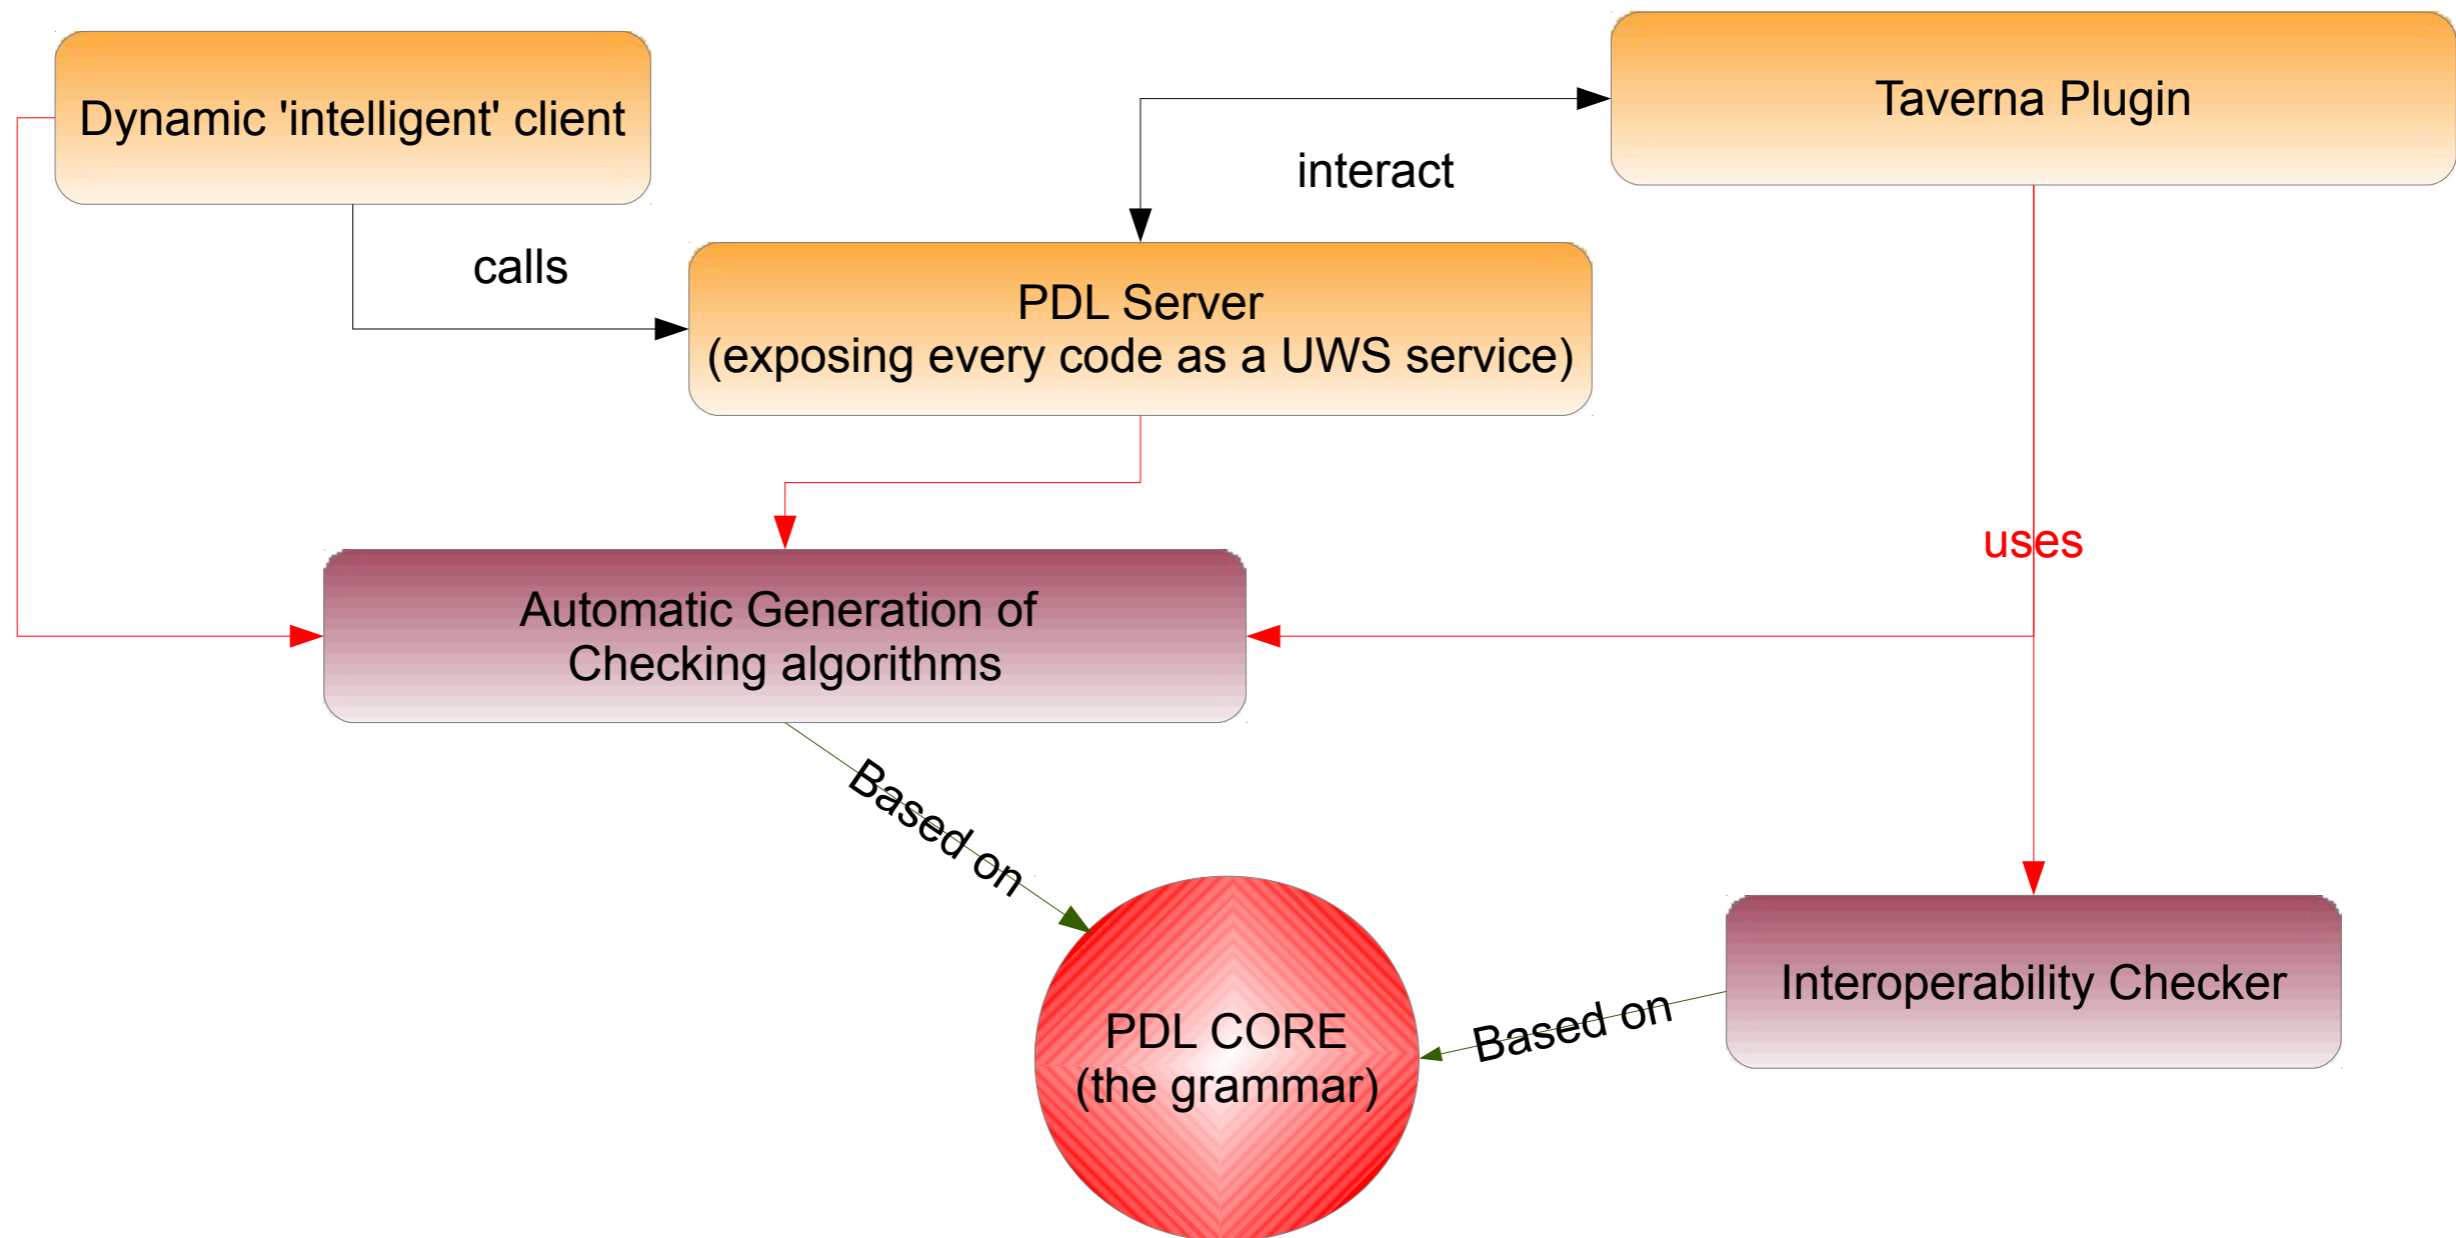 Dynamic 'intelligent' client
Taverna Plugin
interact
calls
PDL Server
(exposing every code as a UWS service)
uses
Automatic Generation of
Checking algorithms
Based on
Interoperability Checker
Based on
PDL CORE
(the grammar)